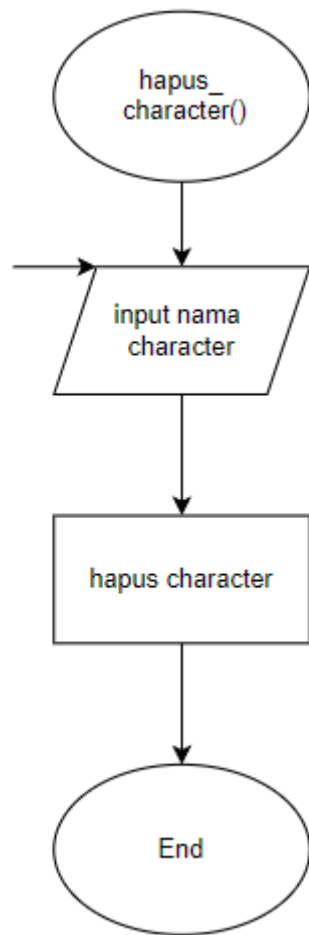 hapus_
character()
input nama
character
hapus character
End